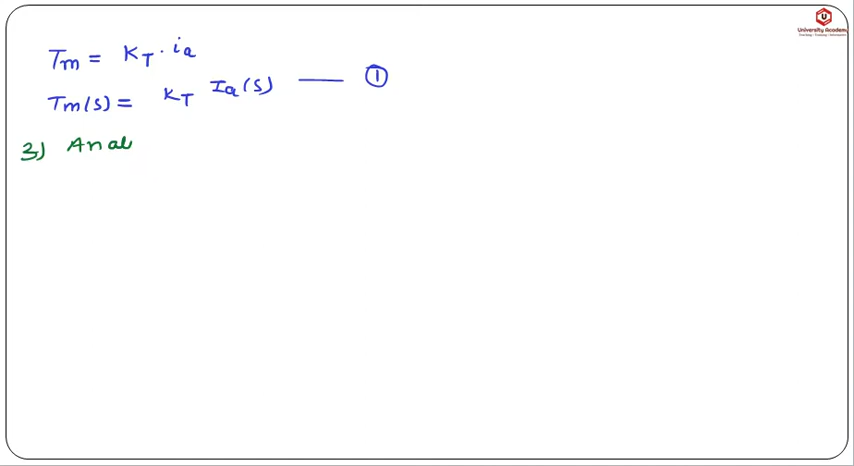 Tm = KT . ia
Tm(s) = KT Ia(s) —— ①
3) Anal
University Academy